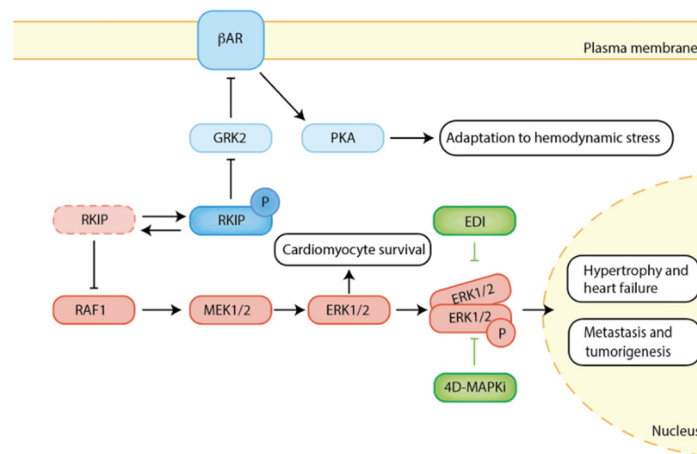 βAR
Plasma membrane
GRK2
PKA
Adaptation to hemodynamic stress
RKIP
RKIP
P
EDI
Cardiomyocyte survival
Hypertrophy and
heart failure
RAF1
MEK1/2
ERK1/2
ERK1/2
ERK1/2
P
Metastasis and
tumorigenesis
4D-MAPKi
Nucleus